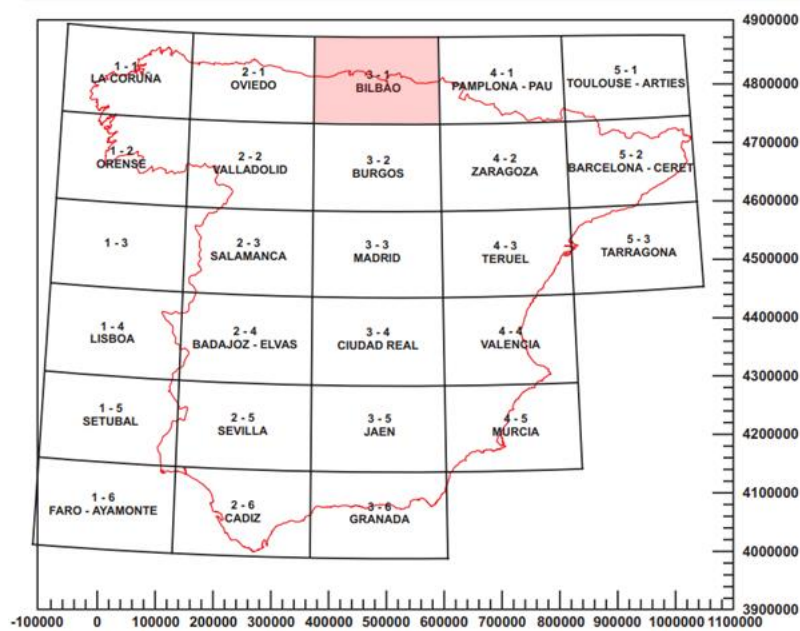 4900000
1 - 1
LA CORUÑA
2 - 1
OVIEDO
3 - 1
BILBAO
4 - 1
PAMPLONA - PAU
5 - 1
TOULOUSE - ARTIES
4800000
4700000
1 - 2
ORENSE
2 - 2
VALLADOLID
3 - 2
BURGOS
4 - 2
ZARAGOZA
5 - 2
BARCELONA - CERET
4600000
1 - 3
2 - 3
SALAMANCA
3 - 3
MADRID
4 - 3
TERUEL
5 - 3
TARRAGONA
4500000
4400000
1 - 4
LISBOA
2 - 4
BADAJOZ - ELVAS
3 - 4
CIUDAD REAL
4 - 4
VALENCIA
4300000
1 - 5
SETUBAL
2 - 5
SEVILLA
3 - 5
JAEN
4 - 5
MURCIA
4200000
4100000
1 - 6
FARO - AYAMONTE
2 - 6
CADIZ
3 - 6
GRANADA
4000000
3900000
-100000 0 100000 200000 300000 400000 500000 600000 700000 800000 900000 1000000 1100000